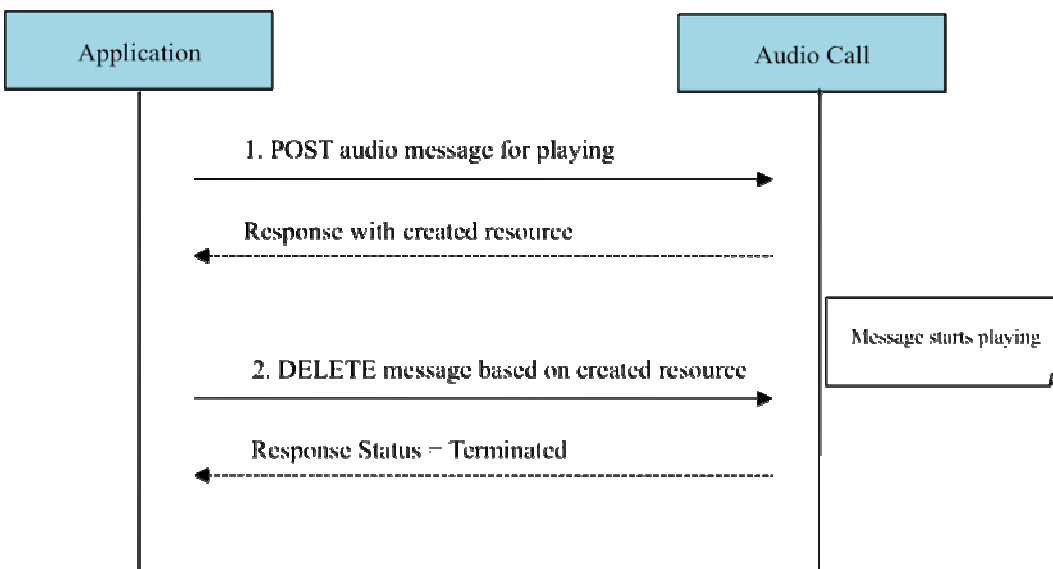 Application
Audio Call
1. POST audio message for playing
Response with created resource
Message starts playing
2. DELETE message based on created resource
Response Status = Terminated